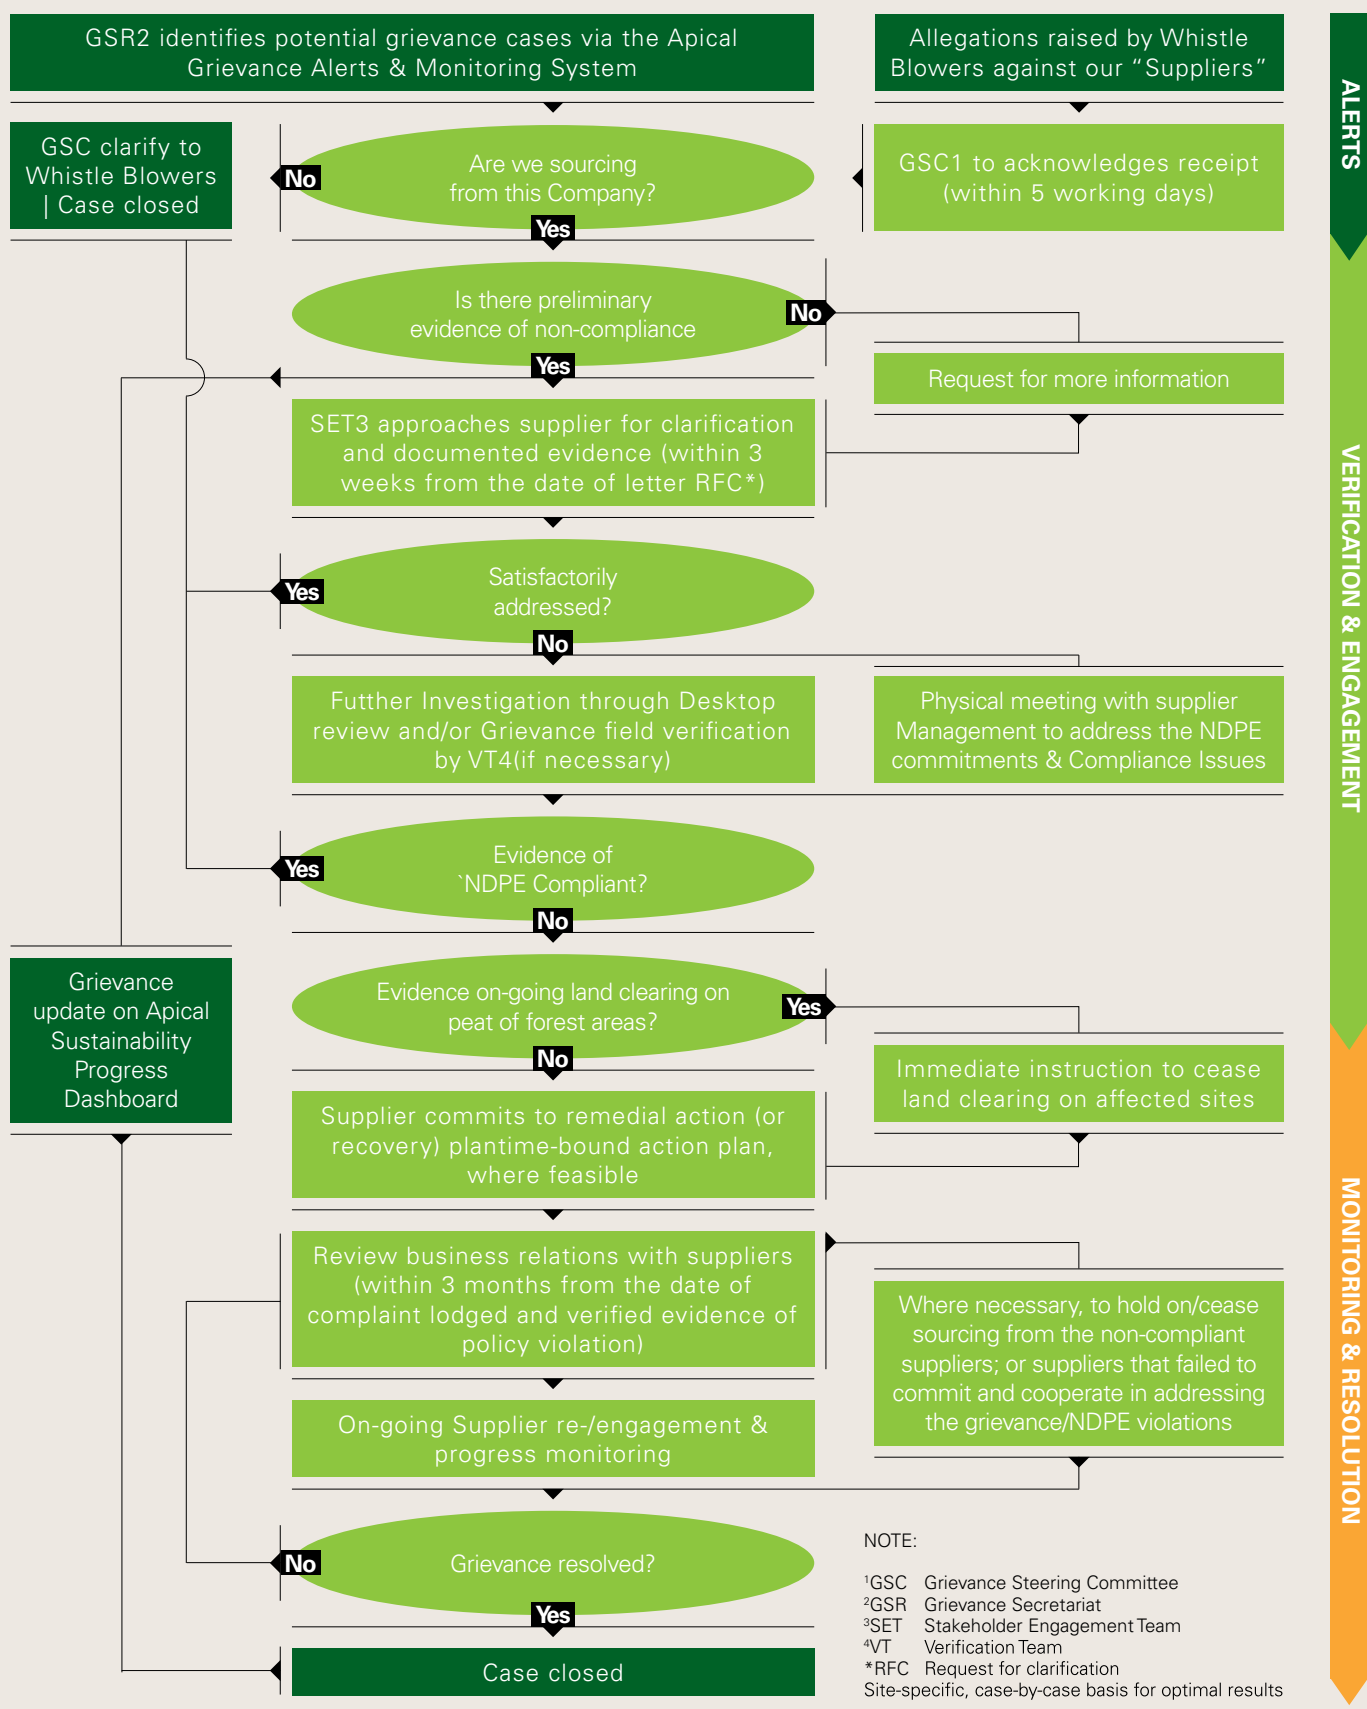 GSR2 identifies potential grievance cases via the Apical
Grievance Alerts & Monitoring System
Allegations raised by Whistle
Blowers against our “Suppliers”
ALERTS
GSC clarify to
Whistle Blowers
| Case closed
No
Are we sourcing
from this Company?
Yes
GSC1 to acknowledges receipt
(within 5 working days)
Is there preliminary
evidence of non-compliance
No
Yes
Request for more information
SET3 approaches supplier for clarification
and documented evidence (within 3
weeks from the date of letter RFC*)
VERIFICATION & ENGAGEMENT
Yes
Satisfactorily
addressed?
No
Futther Investigation through Desktop
review and/or Grievance field verification
by VT4(if necessary)
Physical meeting with supplier
Management to address the NDPE
commitments & Compliance Issues
Yes
Evidence of
`NDPE Compliant?
No
Grievance
update on Apical
Sustainability
Progress
Dashboard
Evidence on-going land clearing on
peat of forest areas?
Yes
No
Immediate instruction to cease
land clearing on affected sites
Supplier commits to remedial action (or
recovery) plantime-bound action plan,
where feasible
MONITORING & RESOLUTION
Review business relations with suppliers
(within 3 months from the date of
complaint lodged and verified evidence of
policy violation)
Where necessary, to hold on/cease
sourcing from the non-compliant
suppliers; or suppliers that failed to
commit and cooperate in addressing
the grievance/NDPE violations
On-going Supplier re-/engagement &
progress monitoring
No
Grievance resolved?
Yes
Case closed
NOTE:
¹GSC Grievance Steering Committee
²GSR Grievance Secretariat
³SET Stakeholder Engagement Team
⁴VT Verification Team
*RFC Request for clarification
Site-specific, case-by-case basis for optimal results